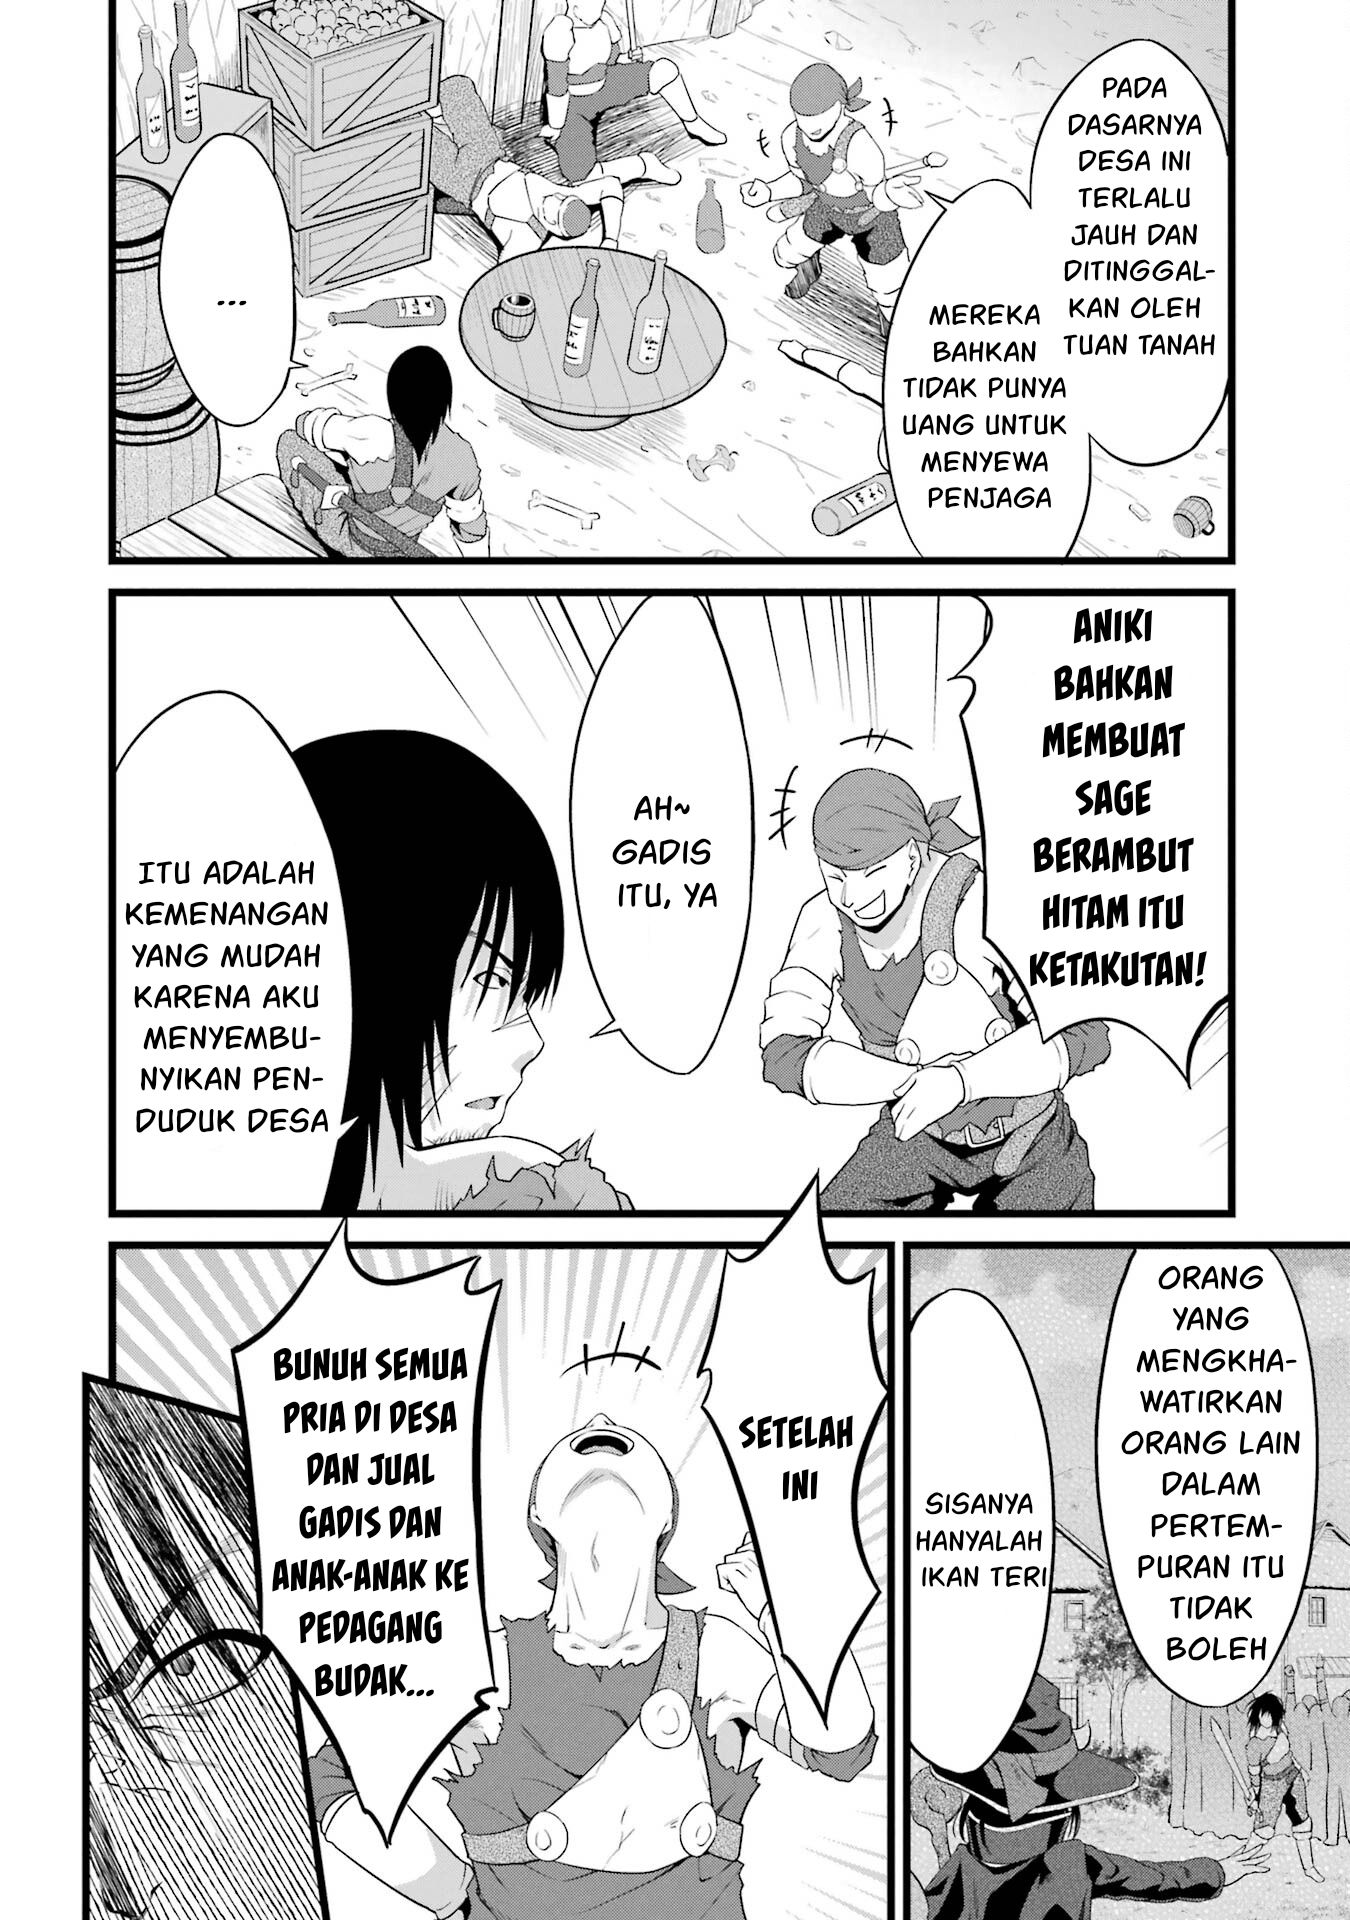 PADA
DASARNYA
DESA INI
TERLALU
JAUH DAN
DITINGGAL-
KAN OLEH
TUAN TANAH
MEREKA
BAHKAN
TIDAK PUNYA
UANG UNTUK
MENYEWA
PENJAGA
...
ANIKI
BAHKAN
MEMBUAT
SAGE
BERAMBUT
HITAM ITU
KETAKUTAN!
AH~
GADIS
ITU, YA
ITU ADALAH
KEMENANGAN
YANG MUDAH
KARENA AKU
MENYEMBU-
NYIKAN PEN-
DUDUK DESA
ORANG
YANG
MENGKHA-
WATIRKAN
ORANG LAIN
DALAM
PERTEM-
PURAN ITU
TIDAK
BOLEH
SISANYA
HANYALAH
IKAN TERI
SETELAH
INI
BUNUH SEMUA
PRIA DI DESA
DAN JUAL
GADIS DAN
ANAK-ANAK KE
PEDAGANG
BUDAK...